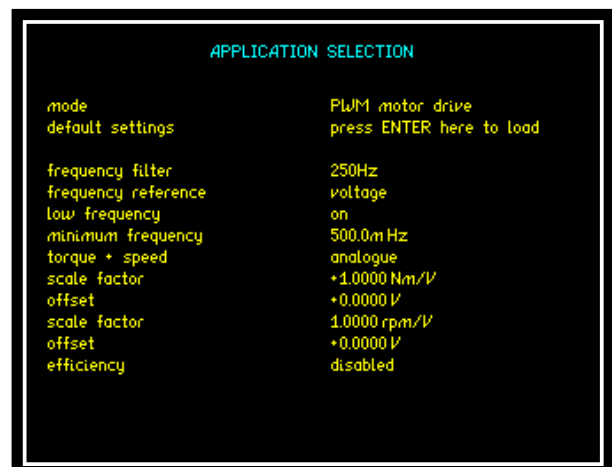 APPLICATION SELECTION
mode PWM motor drive
default settings press ENTER here to load
frequency filter 250Hz
frequency reference voltage
low frequency on
minimum frequency 500.0mHz
torque + speed analogue
scale factor +1.0000 Nm/V
offset +0.0000 V
scale factor 1.0000 rpm/V
offset +0.0000 V
efficiency disabled